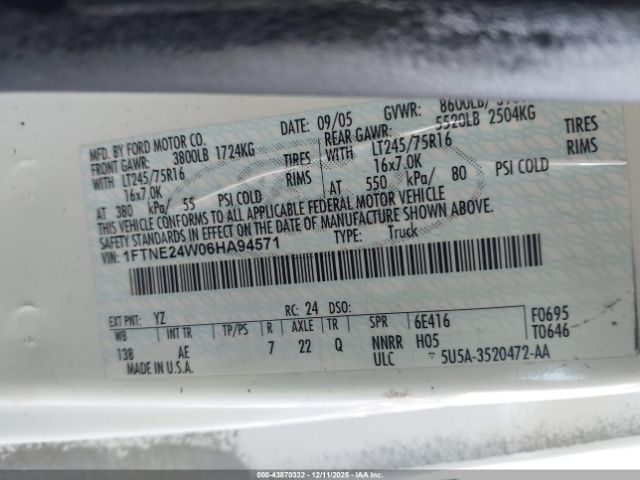 MFD. BY FORD MOTOR CO. DATE: 09/05 GVWR: 8600LB/
FRONT GAWR: 3800LB 1724KG REAR GAWR: 5520LB 2504KG
WITH LT245/75R16 TIRES WITH LT245/75R16 TIRES
16x7.0K RIMS 16x7.0K RIMS
AT 380 kPa/ 55 PSI COLD AT 550 kPa/ 80 PSI COLD
THIS VEHICLE CONFORMS TO ALL APPLICABLE FEDERAL MOTOR VEHICLE
SAFETY STANDARDS IN EFFECT ON THE DATE OF MANUFACTURE SHOWN ABOVE.
VIN: 1FTNE24W06HA94571 TYPE: Truck
EXT PNT: YZ RC: 24 DSO:
WB INT TR TP/PS R AXLE TR SPR 6E416 F0695
138 AE 7 22 Q NNRR H05 T0646
MADE IN U.S.A. ULC 5U5A-3520472-AA
000-43870332 - 12/11/2025 - IAA Inc.